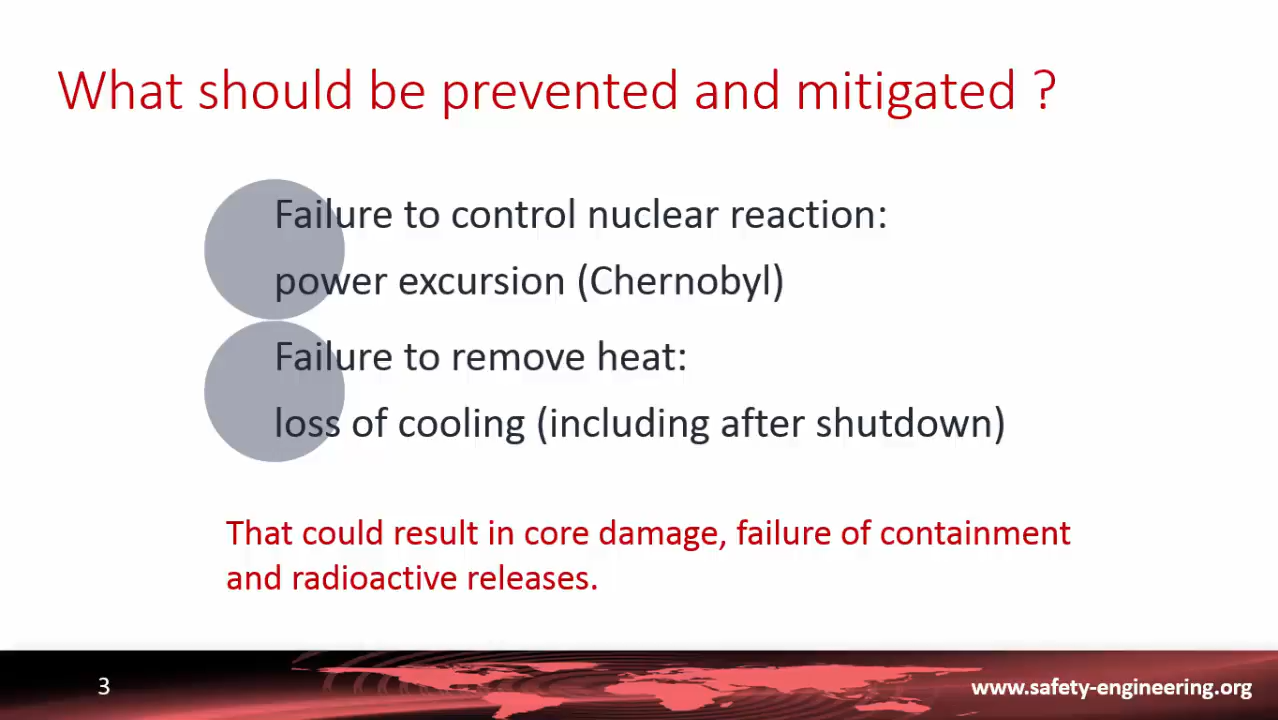 What should be prevented and mitigated ?
Failure to control nuclear reaction:
power excursion (Chernobyl)
Failure to remove heat:
loss of cooling (including after shutdown)
That could result in core damage, failure of containment
and radioactive releases.
3
www.safety-engineering.org